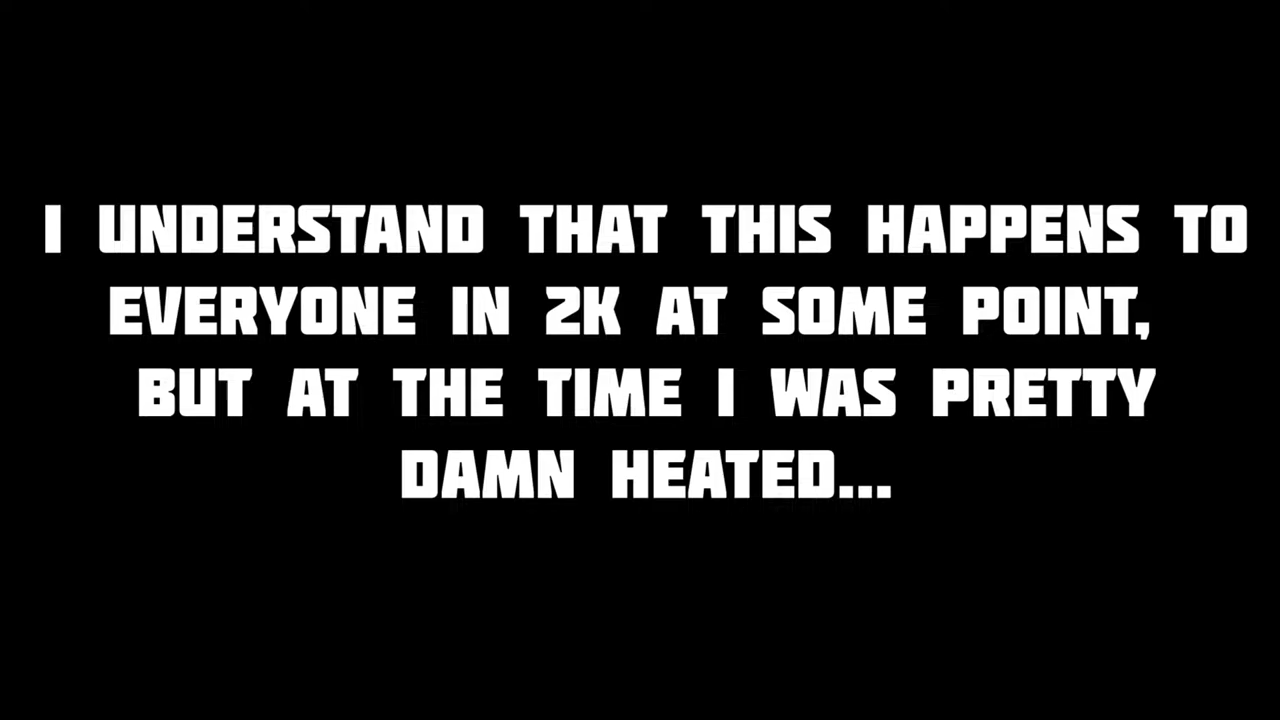 I UNDERSTAND THAT THIS HAPPENS TO
EVERYONE IN 2K AT SOME POINT,
BUT AT THE TIME I WAS PRETTY
DAMN HEATED...